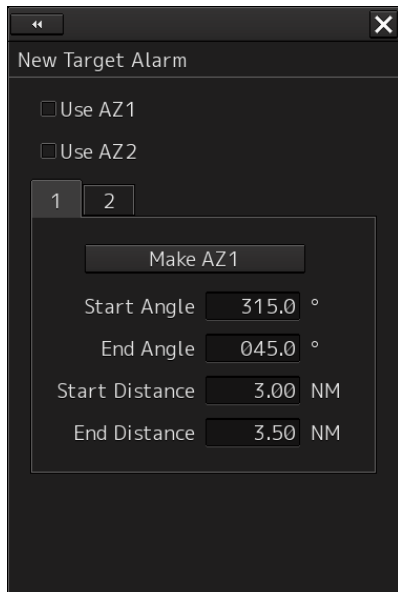 New Target Alarm
Use AZ1
Use AZ2
1 2
Make AZ1
Start Angle 315.0 °
End Angle 045.0 °
Start Distance 3.00 NM
End Distance 3.50 NM